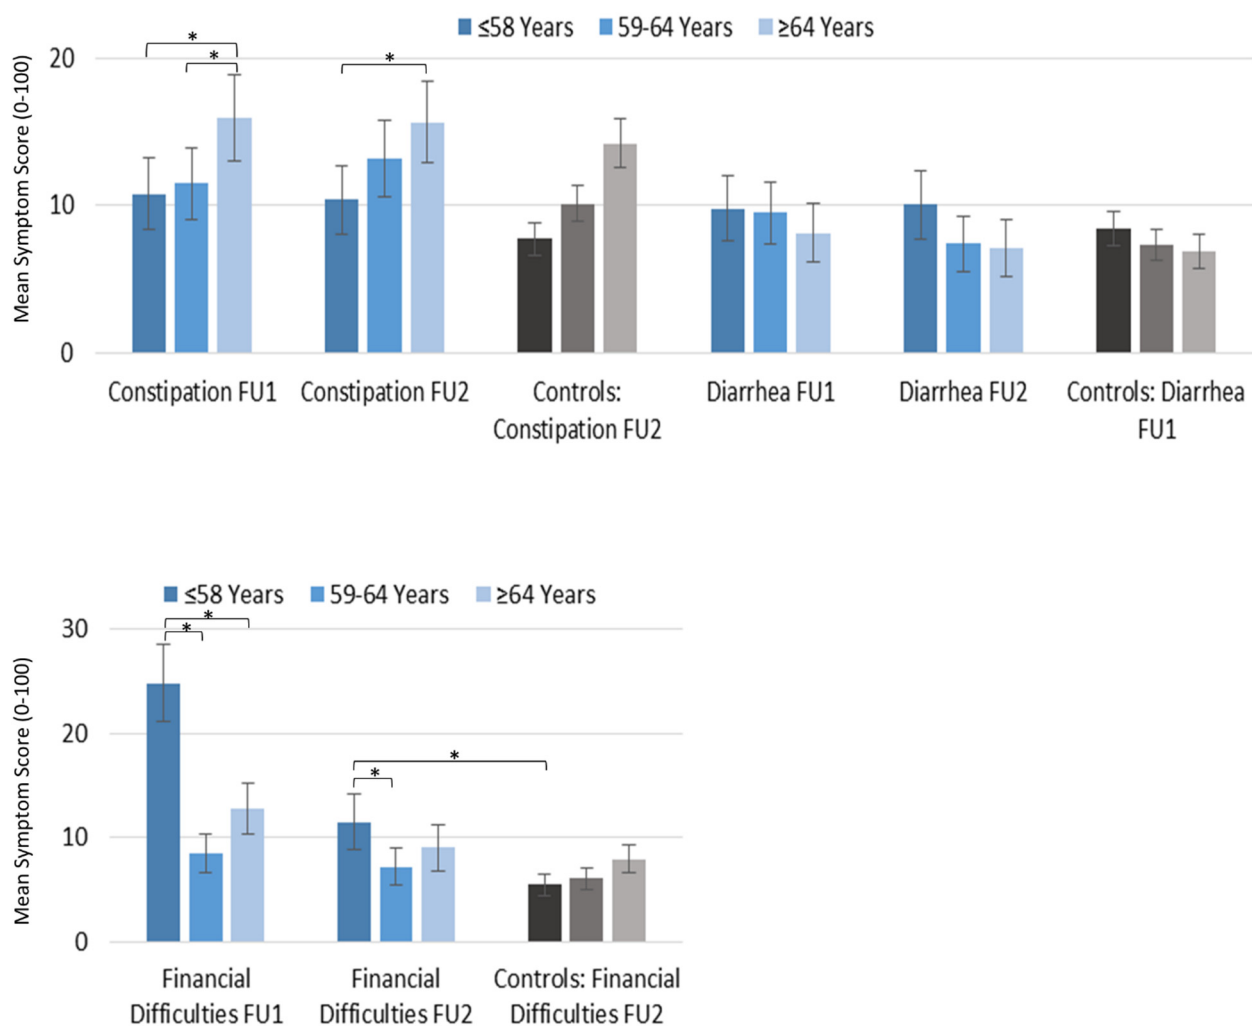 ≤58 Years 59-64 Years ≥64 Years
Mean Symptom Score (0-100)
20
10
0
* * *
Constipation FU1 Constipation FU2 Controls: Constipation FU2 Diarrhea FU1 Diarrhea FU2 Controls: Diarrhea FU1
≤58 Years 59-64 Years ≥64 Years
Mean Symptom Score (0-100)
30
20
10
0
* * * *
Financial Difficulties FU1 Financial Difficulties FU2 Controls: Financial Difficulties FU2